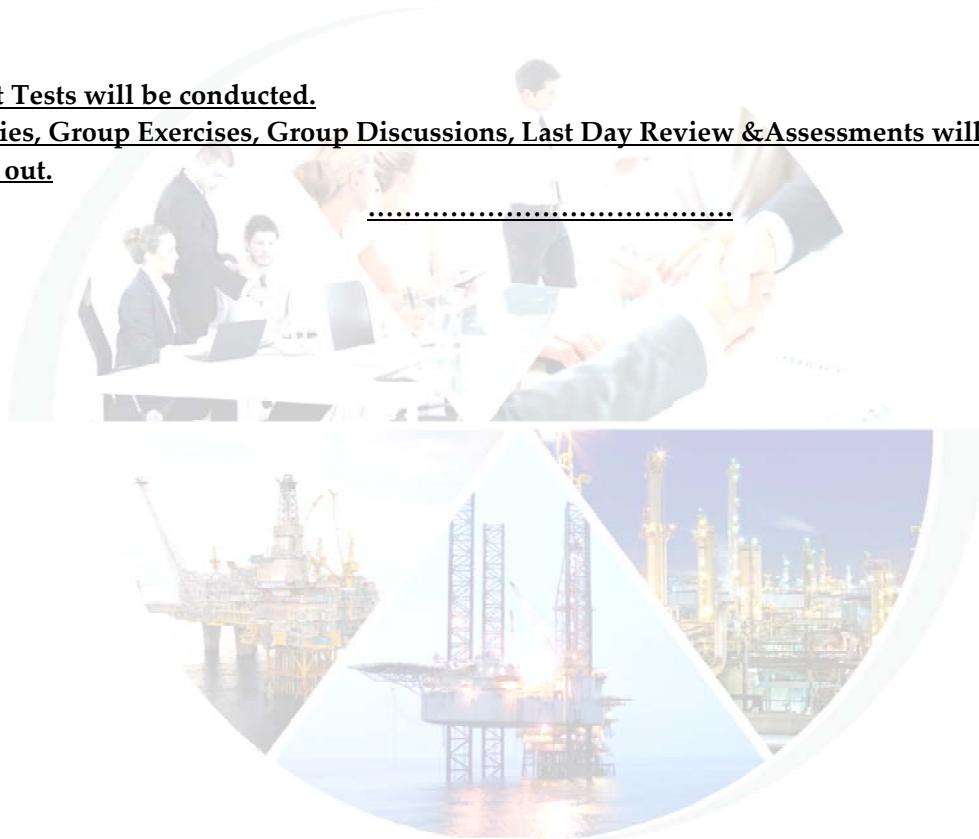 t Tests will be conducted.
ies, Group Exercises, Group Discussions, Last Day Review &Assessments will
out.
........................................